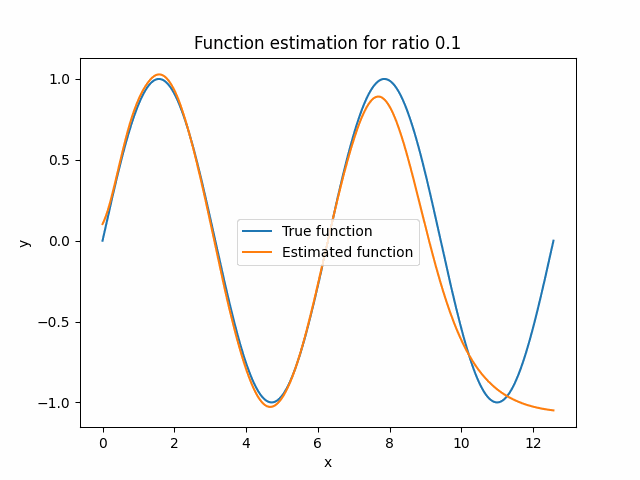 Function estimation for ratio 0.1
1.0
0.5
0.0
−0.5
−1.0
y
True function
Estimated function
0 2 4 6 8 10 12
x